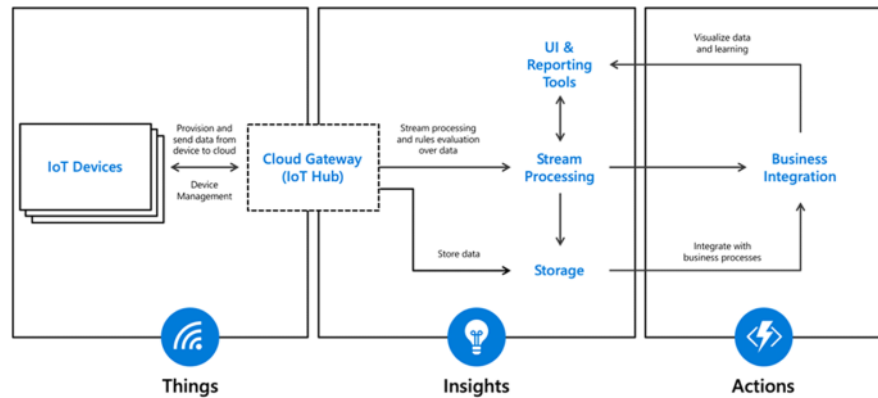 Visualize data
and learning
UI &
Reporting
Tools
Provision and
send data from
device to cloud
Stream processing
and rules evaluation
over data
IoT Devices
Cloud Gateway
(IoT Hub)
Stream
Processing
Business
Integration
Device
Management
Store data
Storage
Integrate with
business processes
Things
Insights
Actions